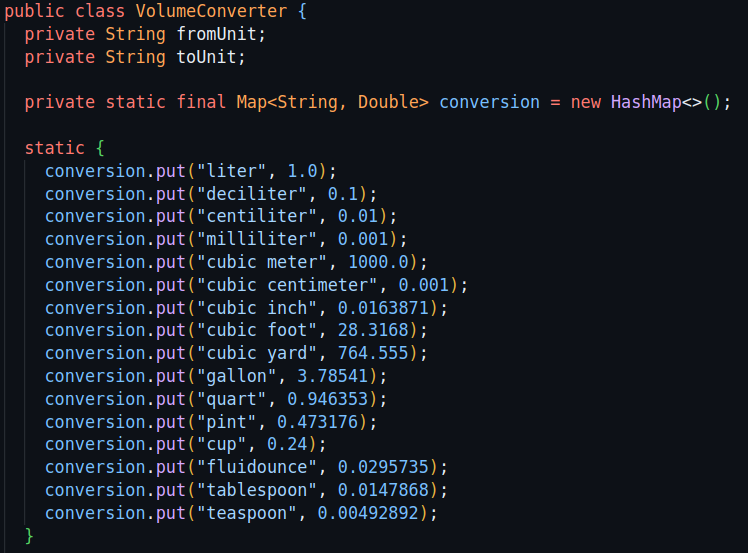 public class VolumeConverter {
private String fromUnit;
private String toUnit;
private static final Map<String, Double> conversion = new HashMap<>();
static {
conversion.put("liter", 1.0);
conversion.put("deciliter", 0.1);
conversion.put("centiliter", 0.01);
conversion.put("milliliter", 0.001);
conversion.put("cubic meter", 1000.0);
conversion.put("cubic centimeter", 0.001);
conversion.put("cubic inch", 0.0163871);
conversion.put("cubic foot", 28.3168);
conversion.put("cubic yard", 764.555);
conversion.put("gallon", 3.78541);
conversion.put("quart", 0.946353);
conversion.put("pint", 0.473176);
conversion.put("cup", 0.24);
conversion.put("fluidounce", 0.0295735);
conversion.put("tablespoon", 0.0147868);
conversion.put("teaspoon", 0.00492892);
}